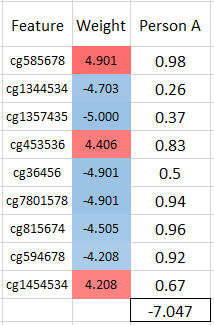 Feature Weight Person A
cg585678 4.901 0.98
cg1344534 -4.703 0.26
cg1357435 -5.000 0.37
cg453536 4.406 0.83
cg36456 -4.901 0.5
cg7801578 -4.901 0.94
cg815674 -4.505 0.96
cg594678 -4.208 0.92
cg1454534 4.208 0.67
-7.047